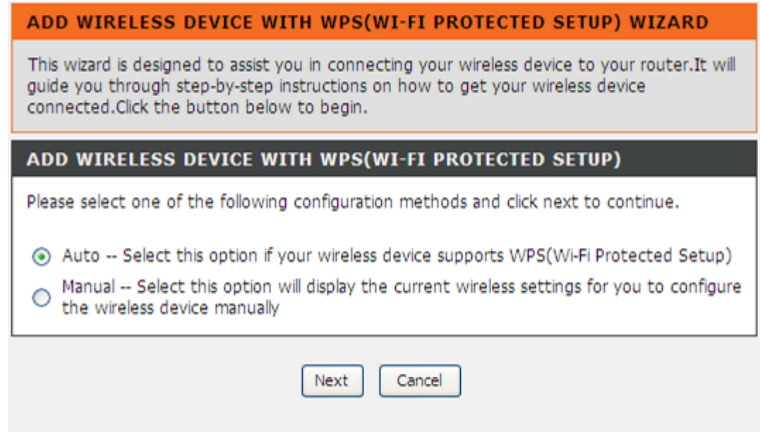 ADD WIRELESS DEVICE WITH WPS(WI-FI PROTECTED SETUP) WIZARD
This wizard is designed to assist you in connecting your wireless device to your router.It will
guide you through step-by-step instructions on how to get your wireless device
connected.Click the button below to begin.
ADD WIRELESS DEVICE WITH WPS(WI-FI PROTECTED SETUP)
Please select one of the following configuration methods and click next to continue.
Auto -- Select this option if your wireless device supports WPS(Wi-Fi Protected Setup)
Manual -- Select this option will display the current wireless settings for you to configure
the wireless device manually
Next Cancel